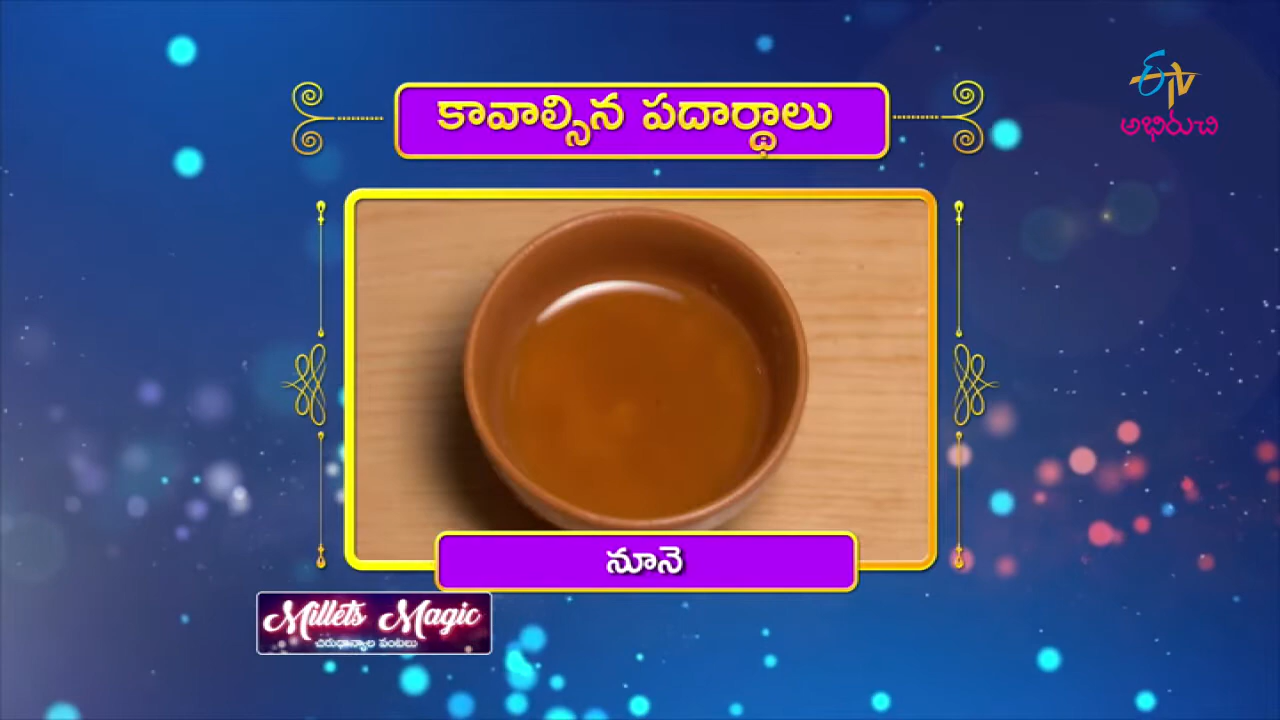 కావాల్సిన పదార్థాలు
ETV
అభిరుచి
నూనె
Millets Magic
చిరుధాన్యాల వంటలు